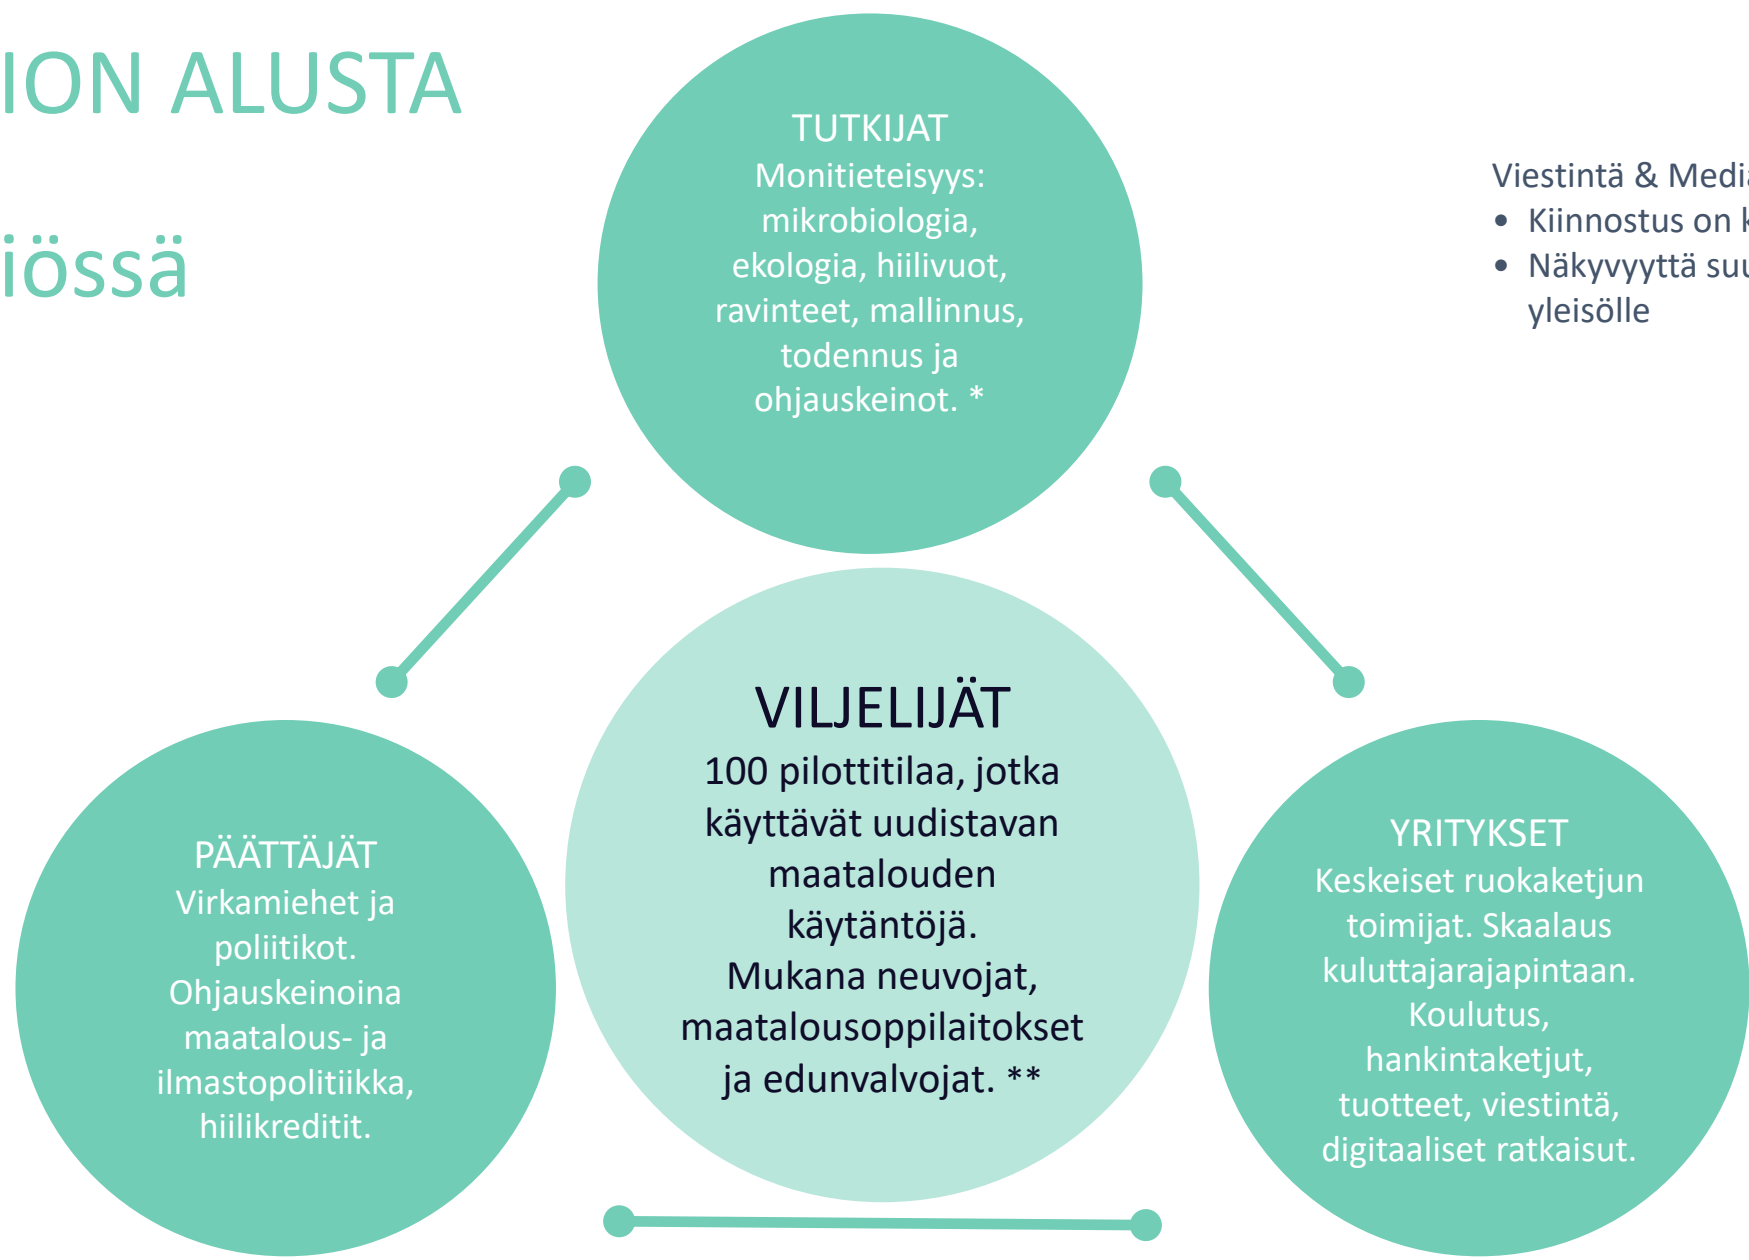 ION ALUSTA
iössä
TUTKIJAT
Monitieteisyys:
mikrobiologia,
ekologia, hiilivuot,
ravinteet, mallinnus,
todennus ja
ohjauskeinot. *
Viestintä & Media
• Kiinnostus on k
• Näkyvyyttä suu
yleisölle
VILJELIJÄT
100 pilottitilaa, jotka
käyttävät uudistavan
maatalouden
käytäntöjä.
Mukana neuvojat,
maatalousoppilaitokset
ja edunvalvojat. **
PÄÄTTÄJÄT
Virkamiehet ja
poliitikot.
Ohjauskeinoina
maatalous- ja
ilmastopolitiikka,
hiilikreditit.
YRITYKSET
Keskeiset ruokaketjun
toimijat. Skaalaus
kuluttajarajapintaan.
Koulutus,
hankintaketjut,
tuotteet, viestintä,
digitaaliset ratkaisut.